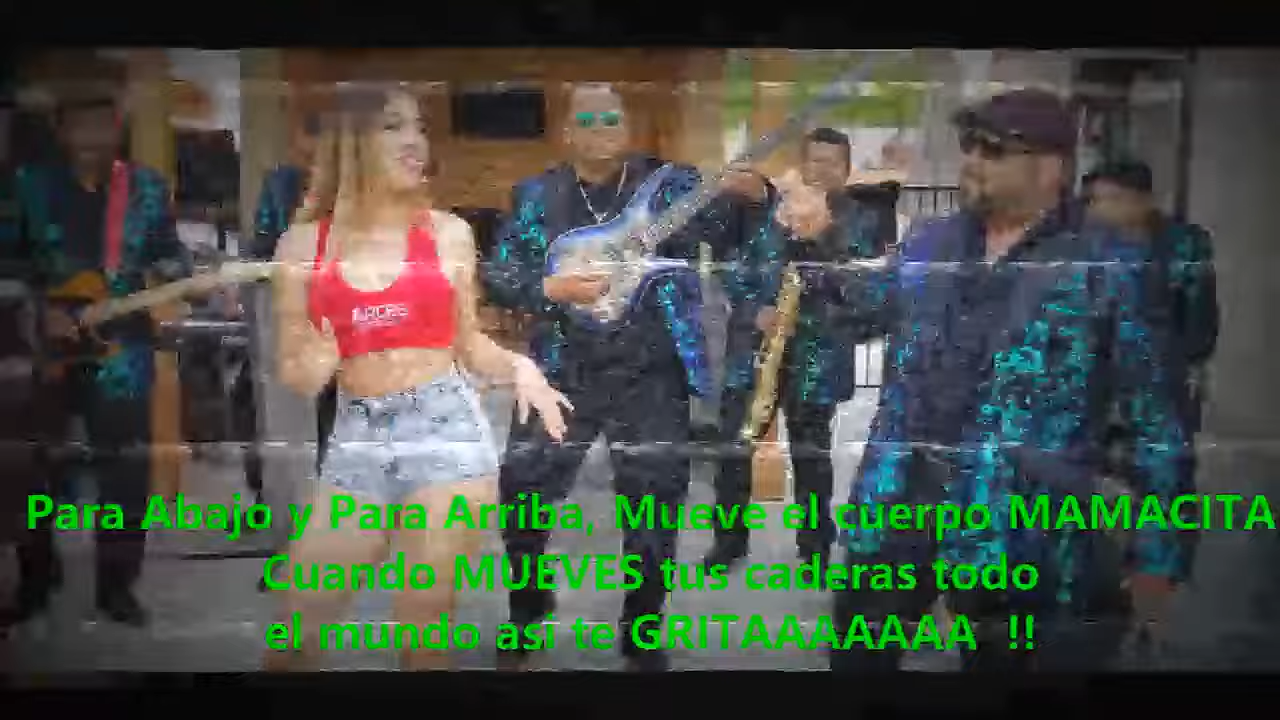 Para Abajo y Para Arriba, Mueve el cuerpo MAMACITA
Cuando MUEVES tus caderas todo
el mundo así te GRITAAAAAAA !!